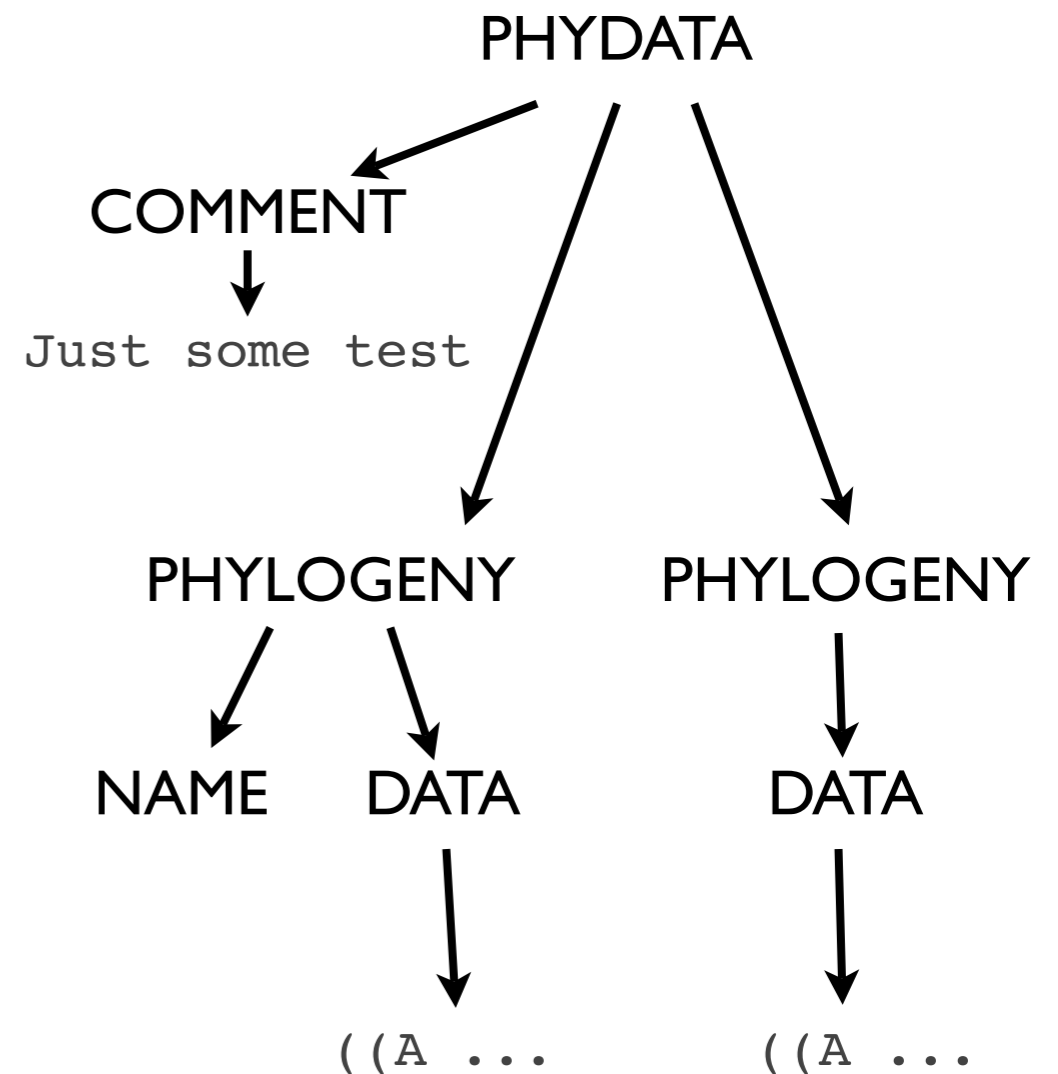 PHYDATA
COMMENT
Just some test
PHYLOGENY PHYLOGENY
NAME DATA DATA
((A ... ((A ...